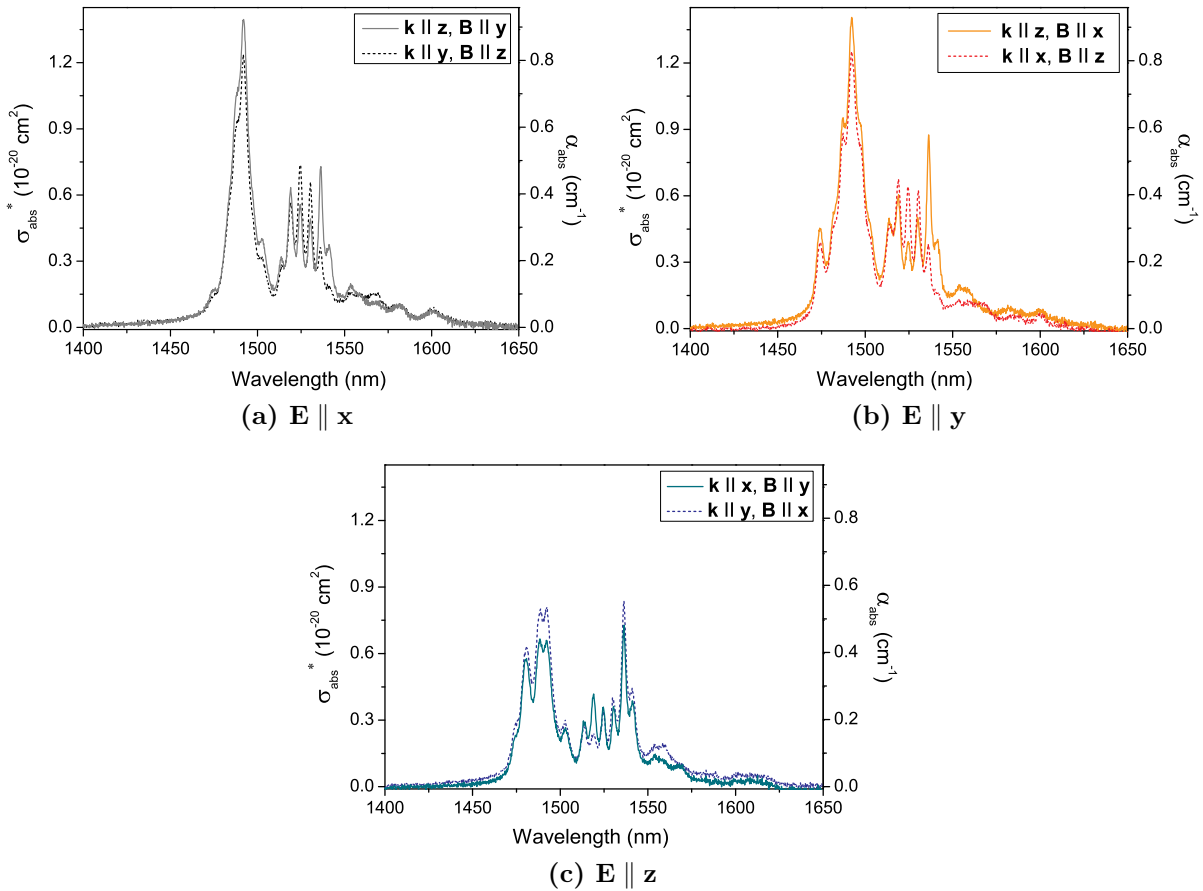 k || z, B || y
k || y, B || z
1.2
0.9
0.6
0.3
0.0
0.8
0.6
0.4
0.2
0.0
σabs* (10-20 cm2)
αabs (cm-1)
1400 1450 1500 1550 1600 1650
Wavelength (nm)
(a) E ∥ x
k || z, B || x
k || x, B || z
1.2
0.9
0.6
0.3
0.0
0.8
0.6
0.4
0.2
0.0
σabs* (10-20 cm2)
αabs (cm-1)
1400 1450 1500 1550 1600 1650
Wavelength (nm)
(b) E ∥ y
k || x, B || y
k || y, B || x
1.2
0.9
0.6
0.3
0.0
0.8
0.6
0.4
0.2
0.0
σabs* (10-20 cm2)
αabs (cm-1)
1400 1450 1500 1550 1600 1650
Wavelength (nm)
(c) E ∥ z